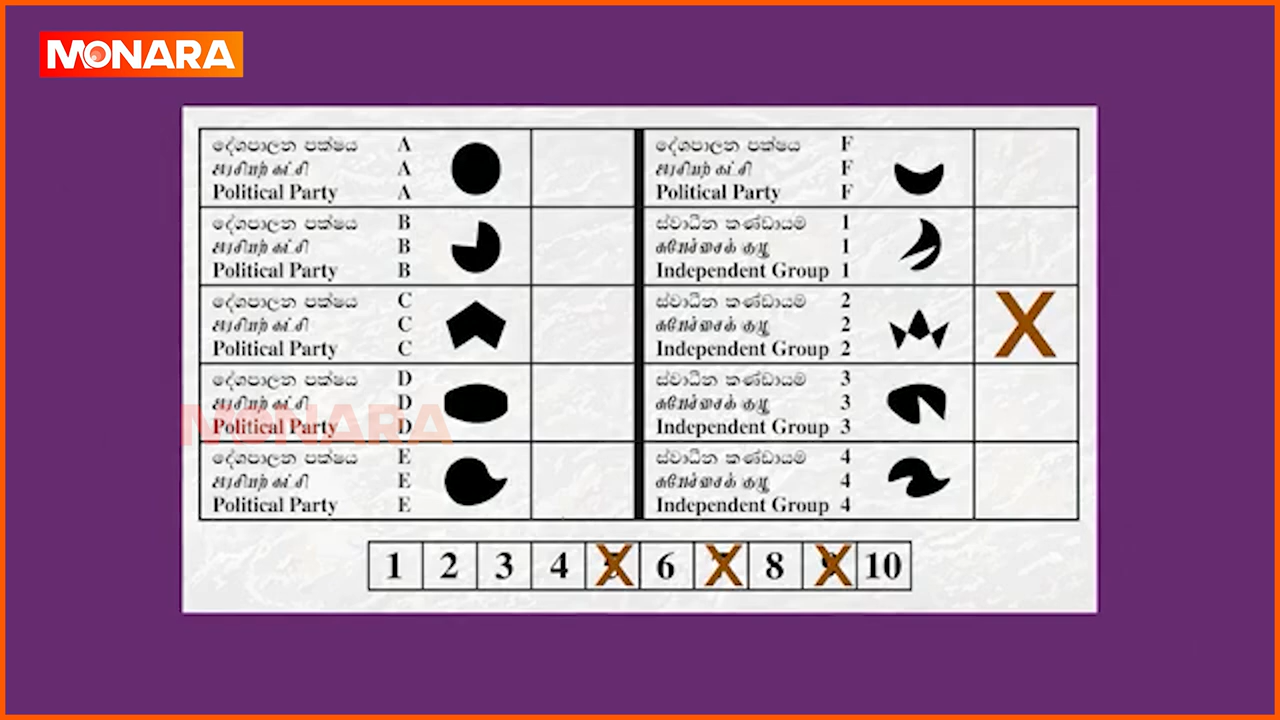 MONARA
දේශපාලන පක්ෂය A
அரசியற் கட்சி A
Political Party A
දේශපාලන පක්ෂය B
அரசியற் கட்சி B
Political Party B
දේශපාලන පක්ෂය C
அரசியற் கட்சி C
Political Party C
දේශපාලන පක්ෂය D
அரசியற் கட்சி D
Political Party D
දේශපාලන පක්ෂය E
அரசியற் கட்சி E
Political Party E
දේශපාලන පක්ෂය F
அரசியற் கட்சி F
Political Party F
ස්වාධීන කණ්ඩායම 1
சுயேச்சைக் குழு 1
Independent Group 1
ස්වාධීන කණ්ඩායම 2
சுயேச்சைக் குழு 2
Independent Group 2
X
ස්වාධීන කණ්ඩායම 3
சுயேச்சைக் குழு 3
Independent Group 3
ස්වාධීන කණ්ඩායම 4
சுயேச்சைக் குழு 4
Independent Group 4
MONARA
1 2 3 4 X 6 X 8 X 10